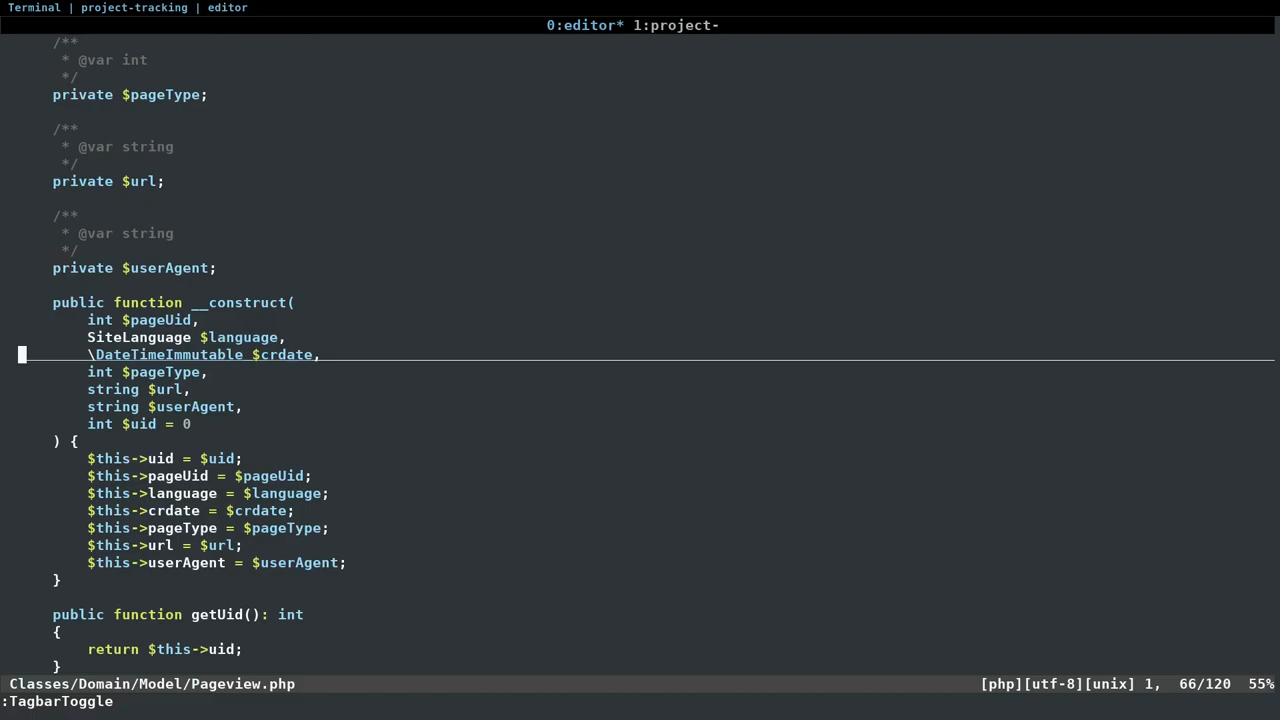 Terminal | project-tracking | editor
0:editor* 1:project-
/**
 * @var int
 */
private $pageType;
/**
 * @var string
 */
private $url;
/**
 * @var string
 */
private $userAgent;
public function __construct(
    int $pageUid,
    SiteLanguage $language,
    \DateTimeImmutable $crdate,
    int $pageType,
    string $url,
    string $userAgent,
    int $uid = 0
) {
    $this->uid = $uid;
    $this->pageUid = $pageUid;
    $this->language = $language;
    $this->crdate = $crdate;
    $this->pageType = $pageType;
    $this->url = $url;
    $this->userAgent = $userAgent;
}
public function getUid(): int
{
    return $this->uid;
}
Classes/Domain/Model/Pageview.php [php][utf-8][unix] 1, 66/120 55%
:TagbarToggle